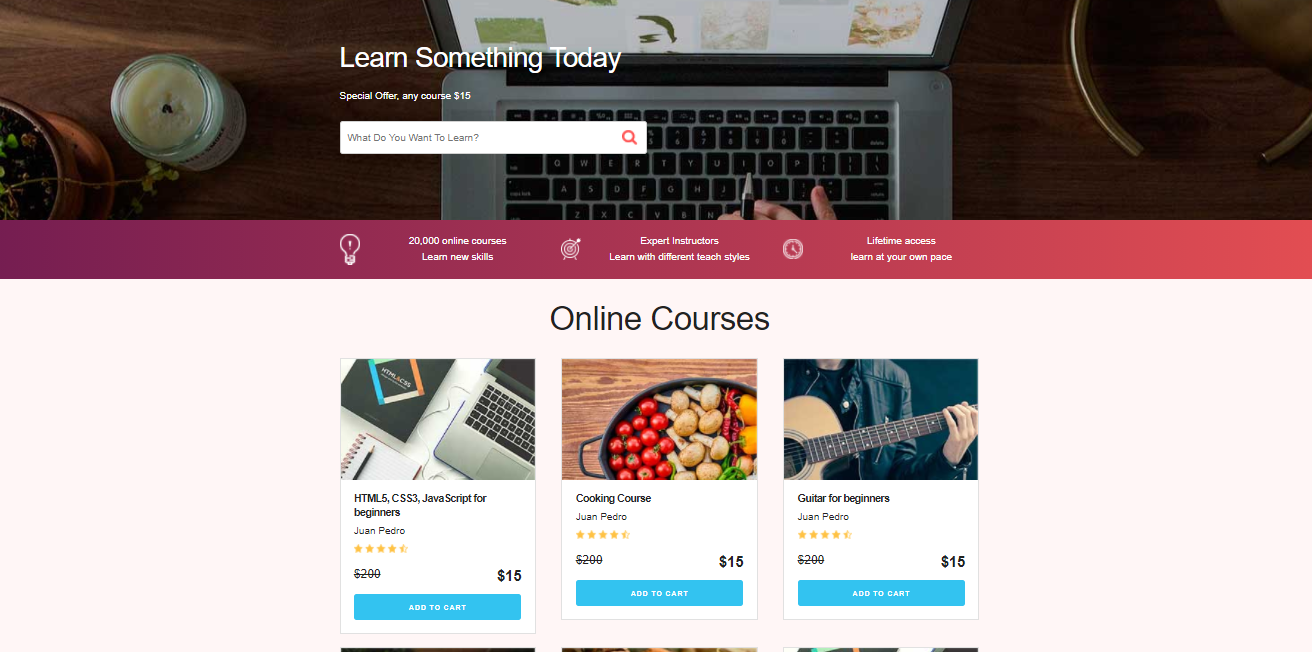 Learn Something Today
Special Offer, any course $15
What Do You Want To Learn?
20,000 online courses
Learn new skills
Expert Instructors
Learn with different teach styles
Lifetime access
learn at your own pace
Online Courses
HTML&CSS
HTML5, CSS3, JavaScript for
beginners
Juan Pedro
$200 $15
ADD TO CART
Cooking Course
Juan Pedro
$200 $15
ADD TO CART
Guitar for beginners
Juan Pedro
$200 $15
ADD TO CART